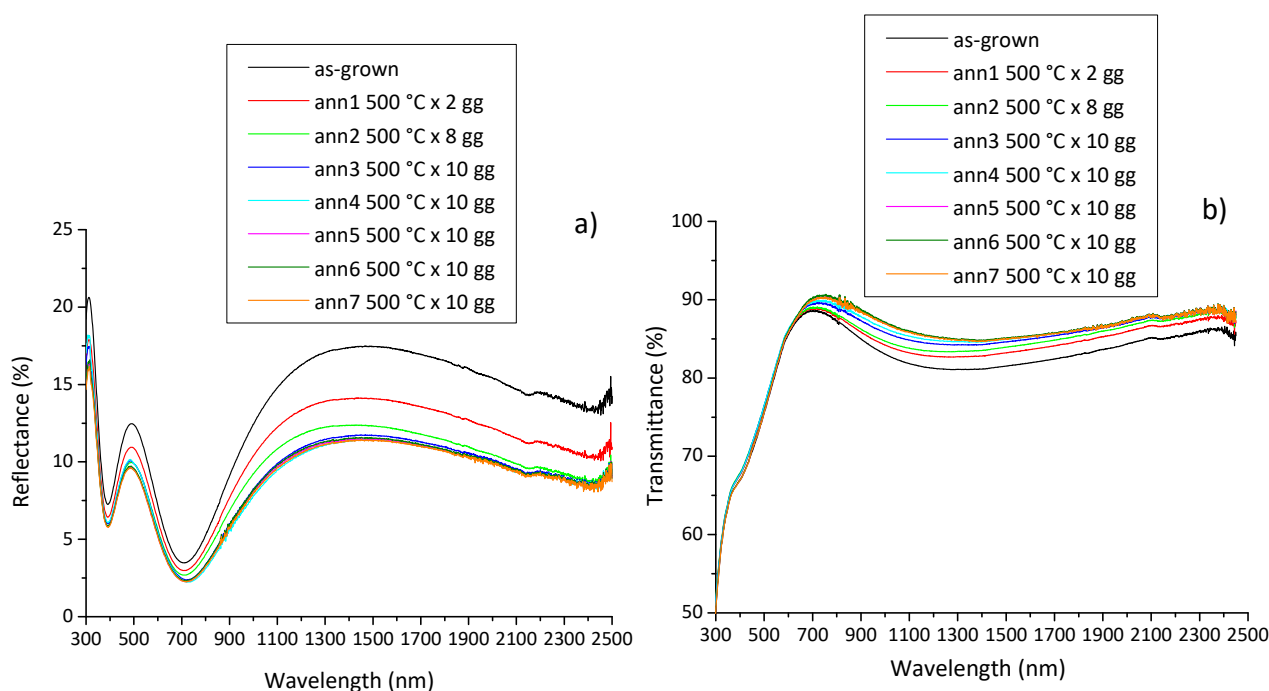 as-grown
ann1 500 °C x 2 gg
ann2 500 °C x 8 gg
ann3 500 °C x 10 gg
ann4 500 °C x 10 gg
ann5 500 °C x 10 gg
ann6 500 °C x 10 gg
ann7 500 °C x 10 gg
a)
25
20
15
10
5
0
Reflectance (%)
300 500 700 900 1100 1300 1500 1700 1900 2100 2300 2500
Wavelength (nm)
as-grown
ann1 500 °C x 2 gg
ann2 500 °C x 8 gg
ann3 500 °C x 10 gg
ann4 500 °C x 10 gg
ann5 500 °C x 10 gg
ann6 500 °C x 10 gg
ann7 500 °C x 10 gg
b)
100
90
80
70
60
50
Transmittance (%)
300 500 700 900 1100 1300 1500 1700 1900 2100 2300 2500
Wavelength (nm)